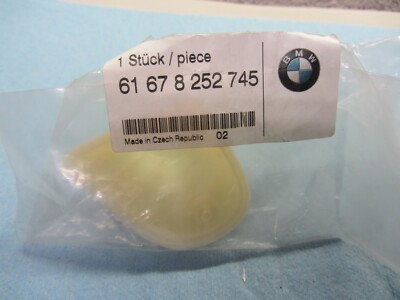 1 Stück / piece
BMW
61 67 8 252 745
Made in Czech Republic 02